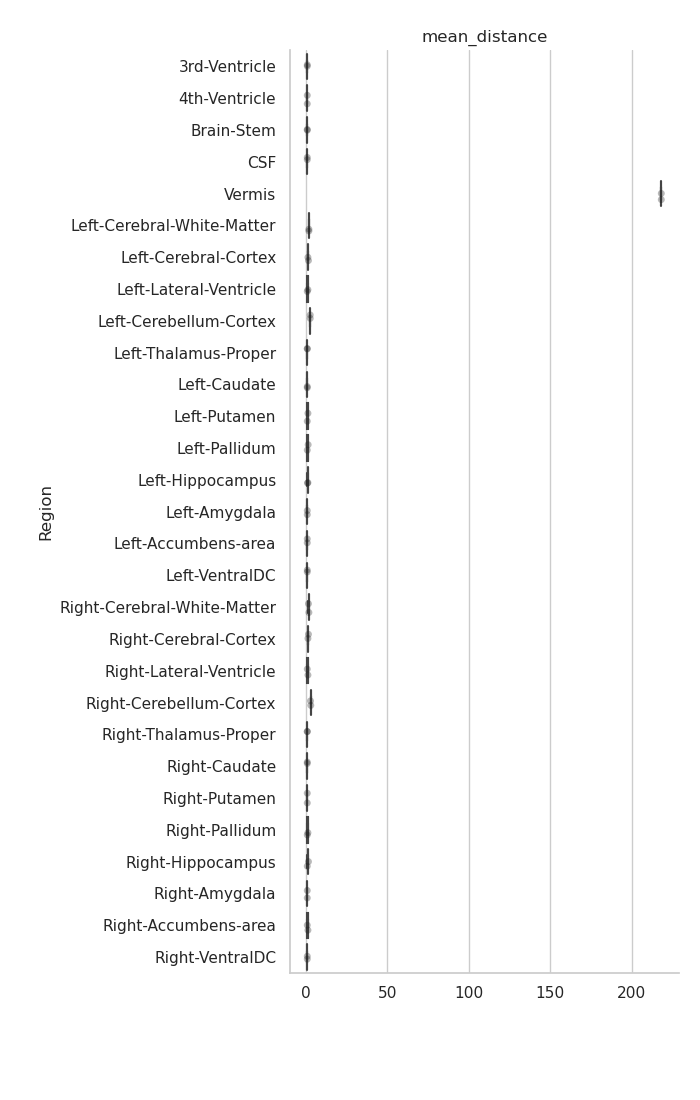 mean_distance
3rd-Ventricle
4th-Ventricle
Brain-Stem
CSF
Vermis
Left-Cerebral-White-Matter
Left-Cerebral-Cortex
Left-Lateral-Ventricle
Left-Cerebellum-Cortex
Left-Thalamus-Proper
Left-Caudate
Left-Putamen
Left-Pallidum
Left-Hippocampus
Left-Amygdala
Left-Accumbens-area
Left-VentralDC
Right-Cerebral-White-Matter
Right-Cerebral-Cortex
Right-Lateral-Ventricle
Right-Cerebellum-Cortex
Right-Thalamus-Proper
Right-Caudate
Right-Putamen
Right-Pallidum
Right-Hippocampus
Right-Amygdala
Right-Accumbens-area
Right-VentralDC
Region
0 50 100 150 200